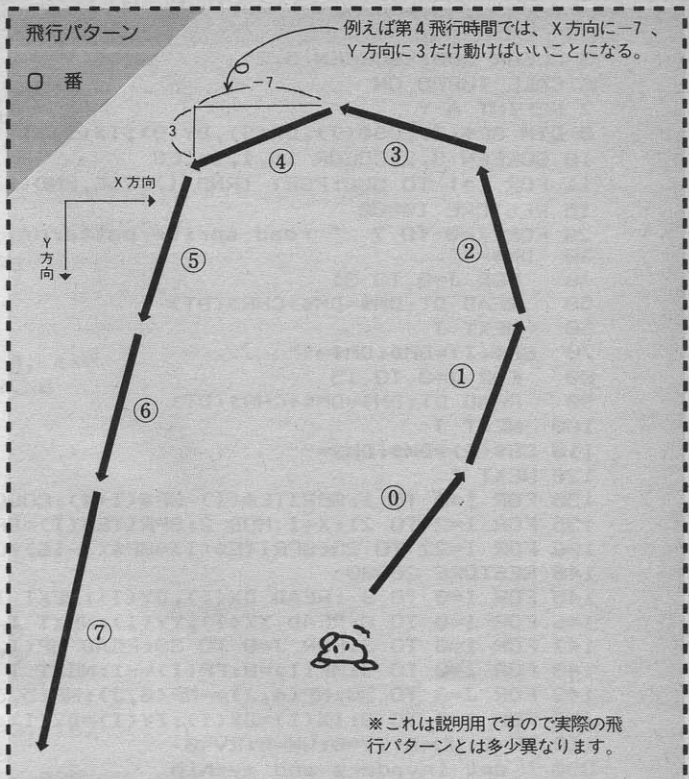 飛行パターン
０　番
例えば第４飛行時間では、Ｘ方向に－7 、
Ｙ方向に 3 だけ動けばいいことになる。
－7
3
Ｘ方向
Ｙ方向
④
③
⑤
②
⑥
①
⓪
⑦
※これは説明用ですので実際の飛
行パターンとは多少異なります。